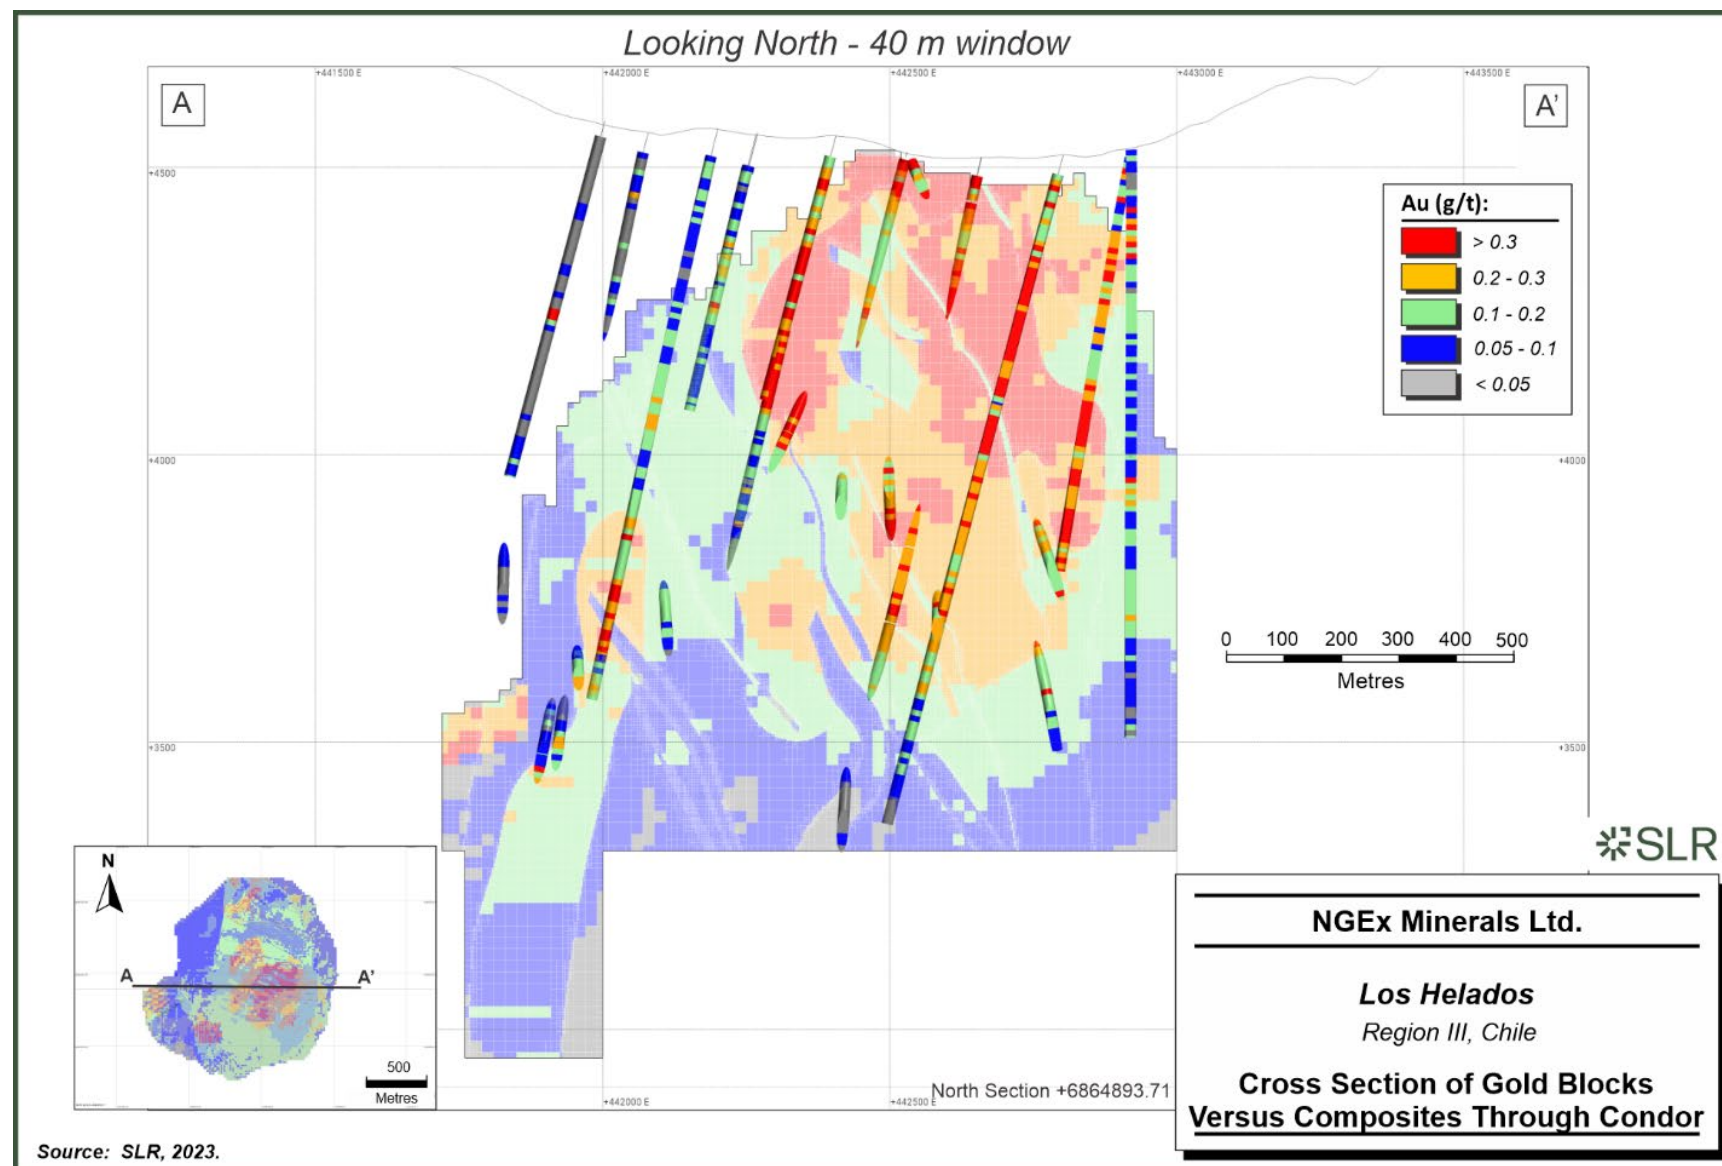 Looking North - 40 m window
+441500 E
+442000 E
+442500 E
+443000 E
+443500 E
A
A'
+4500
Au (g/t):
> 0.3
0.2 - 0.3
0.1 - 0.2
0.05 - 0.1
< 0.05
+4000
+4000
0 100 200 300 400 500
Metres
+3500
+3500
SLR
N
A
A'
500
Metres
+442000 E
+442500 E
North Section +6864893.71
NGEx Minerals Ltd.
Los Helados
Region III, Chile
Cross Section of Gold Blocks
Versus Composites Through Condor
Source: SLR, 2023.